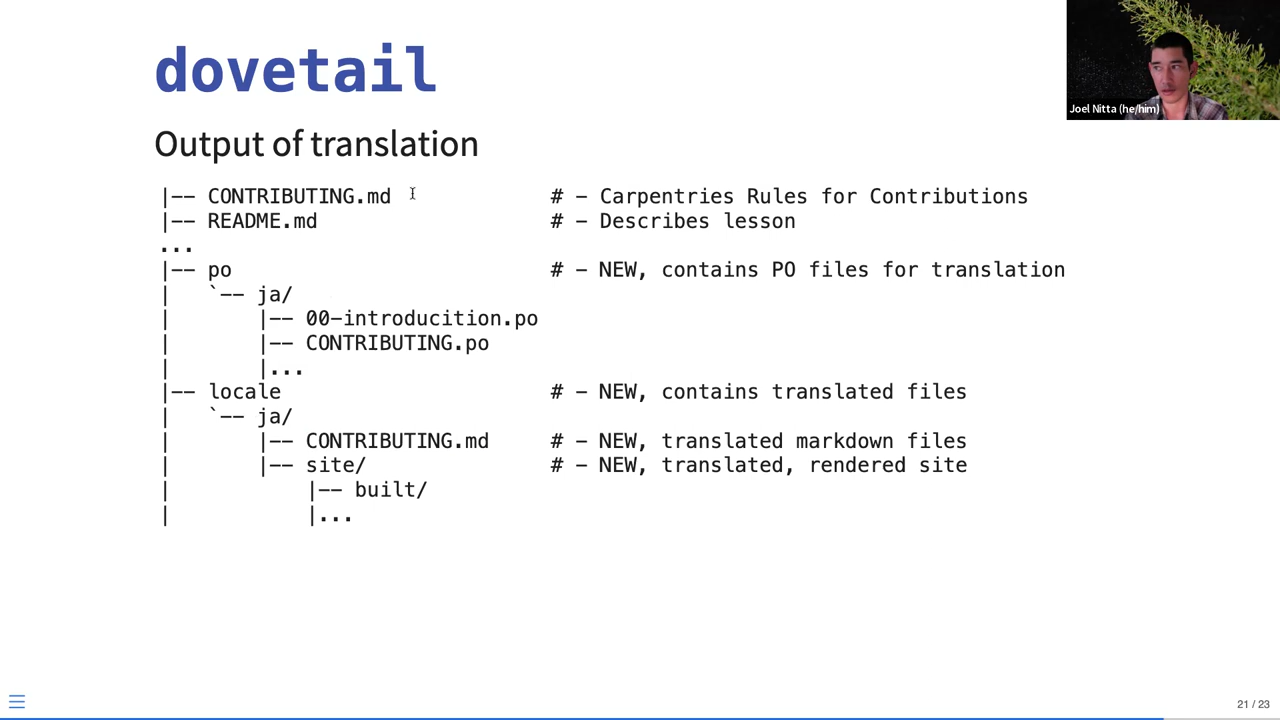 dovetail
Joel Nitta (he/him)
Output of translation
|-- CONTRIBUTING.md # - Carpentries Rules for Contributions
|-- README.md # - Describes lesson
...
|-- po # - NEW, contains PO files for translation
| `-- ja/
| |-- 00-introducition.po
| |-- CONTRIBUTING.po
| |...
|-- locale # - NEW, contains translated files
| `-- ja/
| |-- CONTRIBUTING.md # - NEW, translated markdown files
| |-- site/ # - NEW, translated, rendered site
| |-- built/
| |...
21 / 23